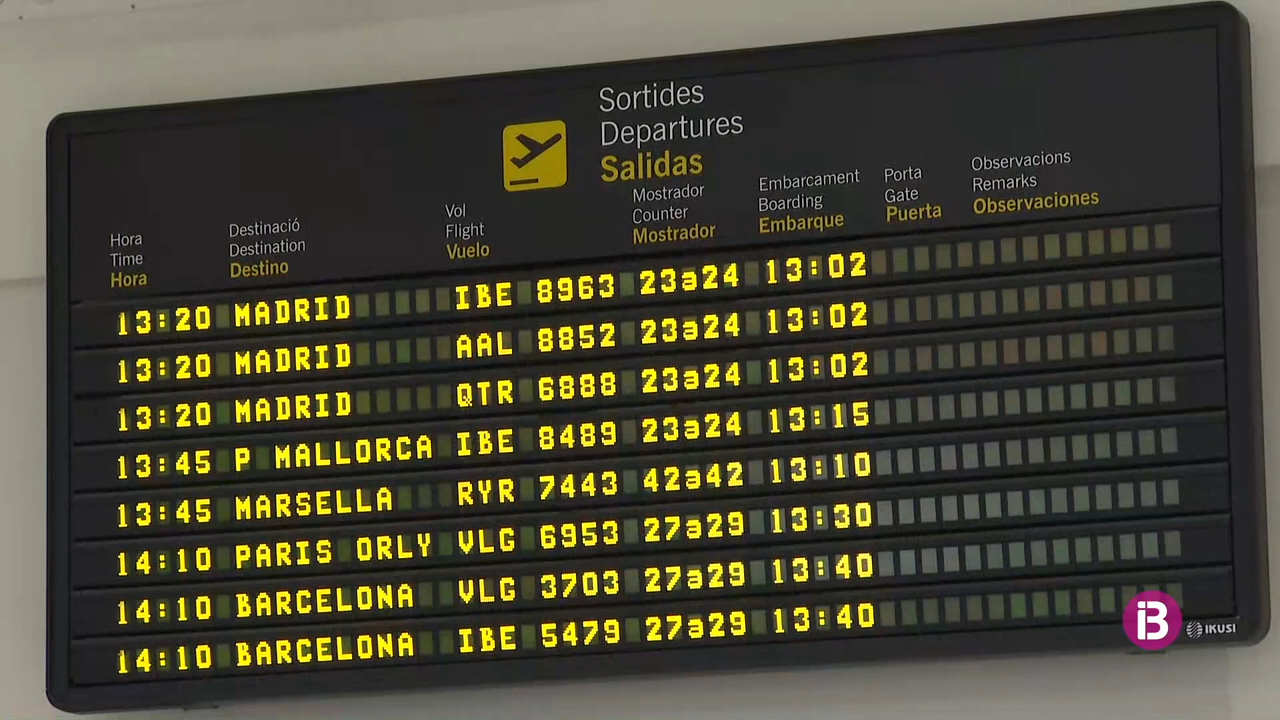 Sortides
Departures
Salidas
Hora
Time
Hora
Destinació
Destination
Destino
Vol
Flight
Vuelo
Mostrador
Counter
Mostrador
Embarcament
Boarding
Embarque
Porta
Gate
Puerta
Observacions
Remarks
Observaciones
13:20 MADRID IBE 8963 23a24 13:02
13:20 MADRID AAL 8852 23a24 13:02
13:20 MADRID QTR 6888 23a24 13:02
13:45 P MALLORCA IBE 8489 23a24 13:15
13:45 MARSELLA RYR 7443 42a42 13:10
14:10 PARIS ORLY VLG 6953 27a29 13:30
14:10 BARCELONA VLG 3703 27a29 13:40
14:10 BARCELONA IBE 5479 27a29 13:40
IB
IKUSI